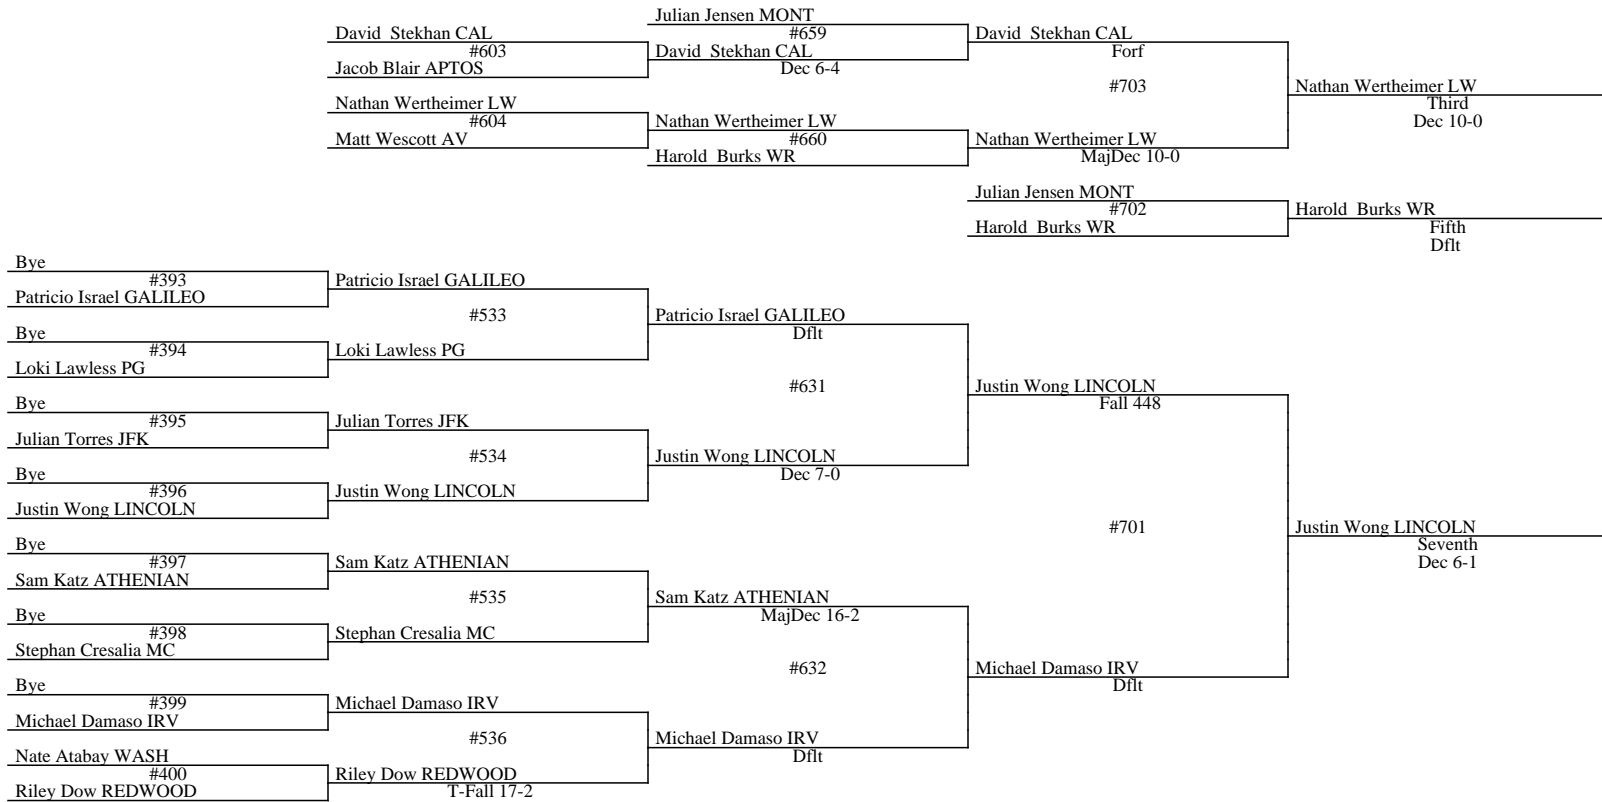 Julian Jensen MONT
David  Stekhan CAL
#659
David  Stekhan CAL
#603
David  Stekhan CAL
Forf
Jacob Blair APTOS
Dec 6-4
#703
Nathan Wertheimer LW
Nathan Wertheimer LW
Third
#604
Nathan Wertheimer LW
Dec 10-0
Matt Wescott AV
#660
Nathan Wertheimer LW
Harold  Burks WR
MajDec 10-0
Julian Jensen MONT
#702
Harold  Burks WR
Harold  Burks WR
Fifth
Dflt
Bye
#393
Patricio Israel GALILEO
Patricio Israel GALILEO
#533
Patricio Israel GALILEO
Dflt
Bye
#394
Loki Lawless PG
Loki Lawless PG
#631
Justin Wong LINCOLN
Fall 448
Bye
#395
Julian Torres JFK
Julian Torres JFK
#534
Justin Wong LINCOLN
Dec 7-0
Bye
#396
Justin Wong LINCOLN
Justin Wong LINCOLN
#701
Justin Wong LINCOLN
Seventh
Dec 6-1
Bye
#397
Sam Katz ATHENIAN
Sam Katz ATHENIAN
#535
Sam Katz ATHENIAN
MajDec 16-2
Bye
#398
Stephan Cresalia MC
Stephan Cresalia MC
#632
Michael Damaso IRV
Dflt
Bye
#399
Michael Damaso IRV
Michael Damaso IRV
#536
Michael Damaso IRV
Dflt
Nate Atabay WASH
#400
Riley Dow REDWOOD
Riley Dow REDWOOD
T-Fall 17-2